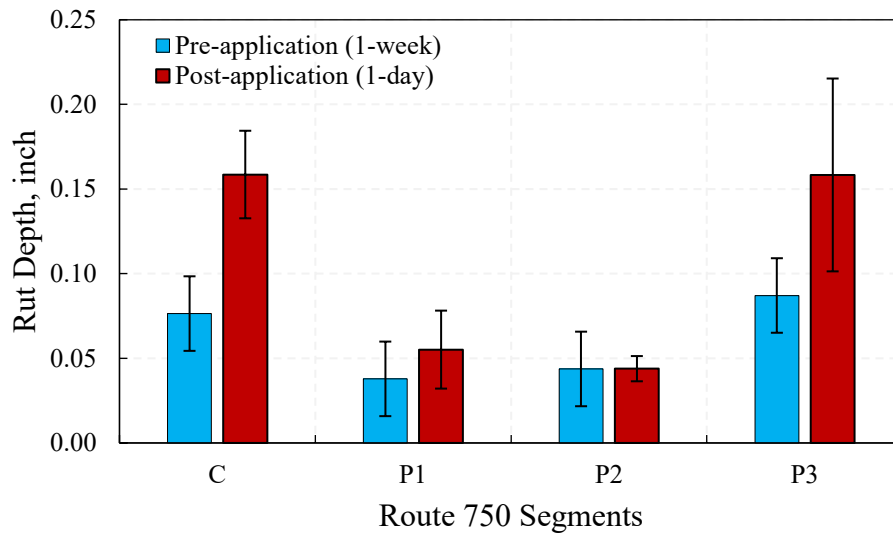 0.25
0.20
0.15
0.10
0.05
0.00
Rut Depth, inch
Pre-application (1-week)
Post-application (1-day)
C P1 P2 P3
Route 750 Segments